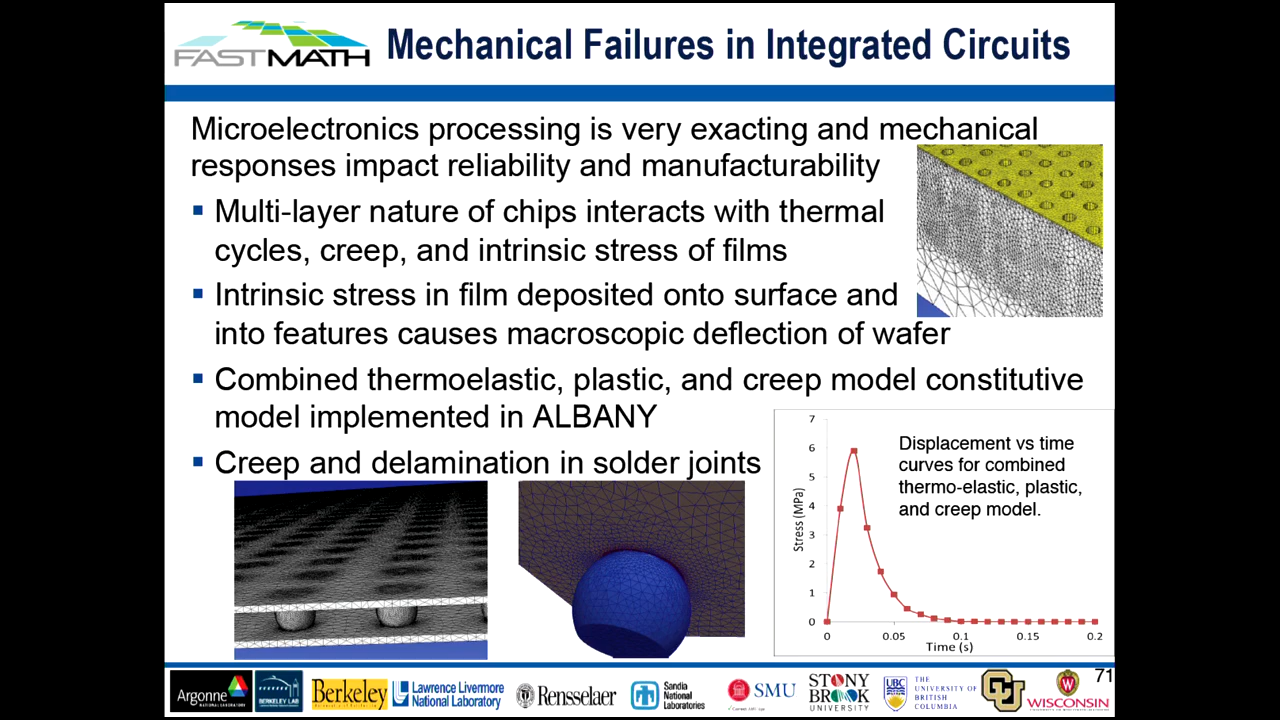 FASTMATH
Mechanical Failures in Integrated Circuits
Microelectronics processing is very exacting and mechanical
responses impact reliability and manufacturability
▪ Multi-layer nature of chips interacts with thermal
cycles, creep, and intrinsic stress of films
▪ Intrinsic stress in film deposited onto surface and
into features causes macroscopic deflection of wafer
▪ Combined thermoelastic, plastic, and creep model constitutive
model implemented in ALBANY
▪ Creep and delamination in solder joints
Displacement vs time
curves for combined
thermo-elastic, plastic,
and creep model.
Stress (MPa)
7
6
5
4
3
2
1
0
0 0.05 0.1 0.15 0.2
Time (s)
71
Argonne
NATIONAL LABORATORY
BERKELEY LAB
Berkeley
Lawrence Livermore
National Laboratory
Rensselaer
Sandia
National
Laboratories
SMU
STONY
BROOK
UNIVERSITY
UBC
THE
UNIVERSITY OF
BRITISH
COLUMBIA
CU
W
WISCONSIN